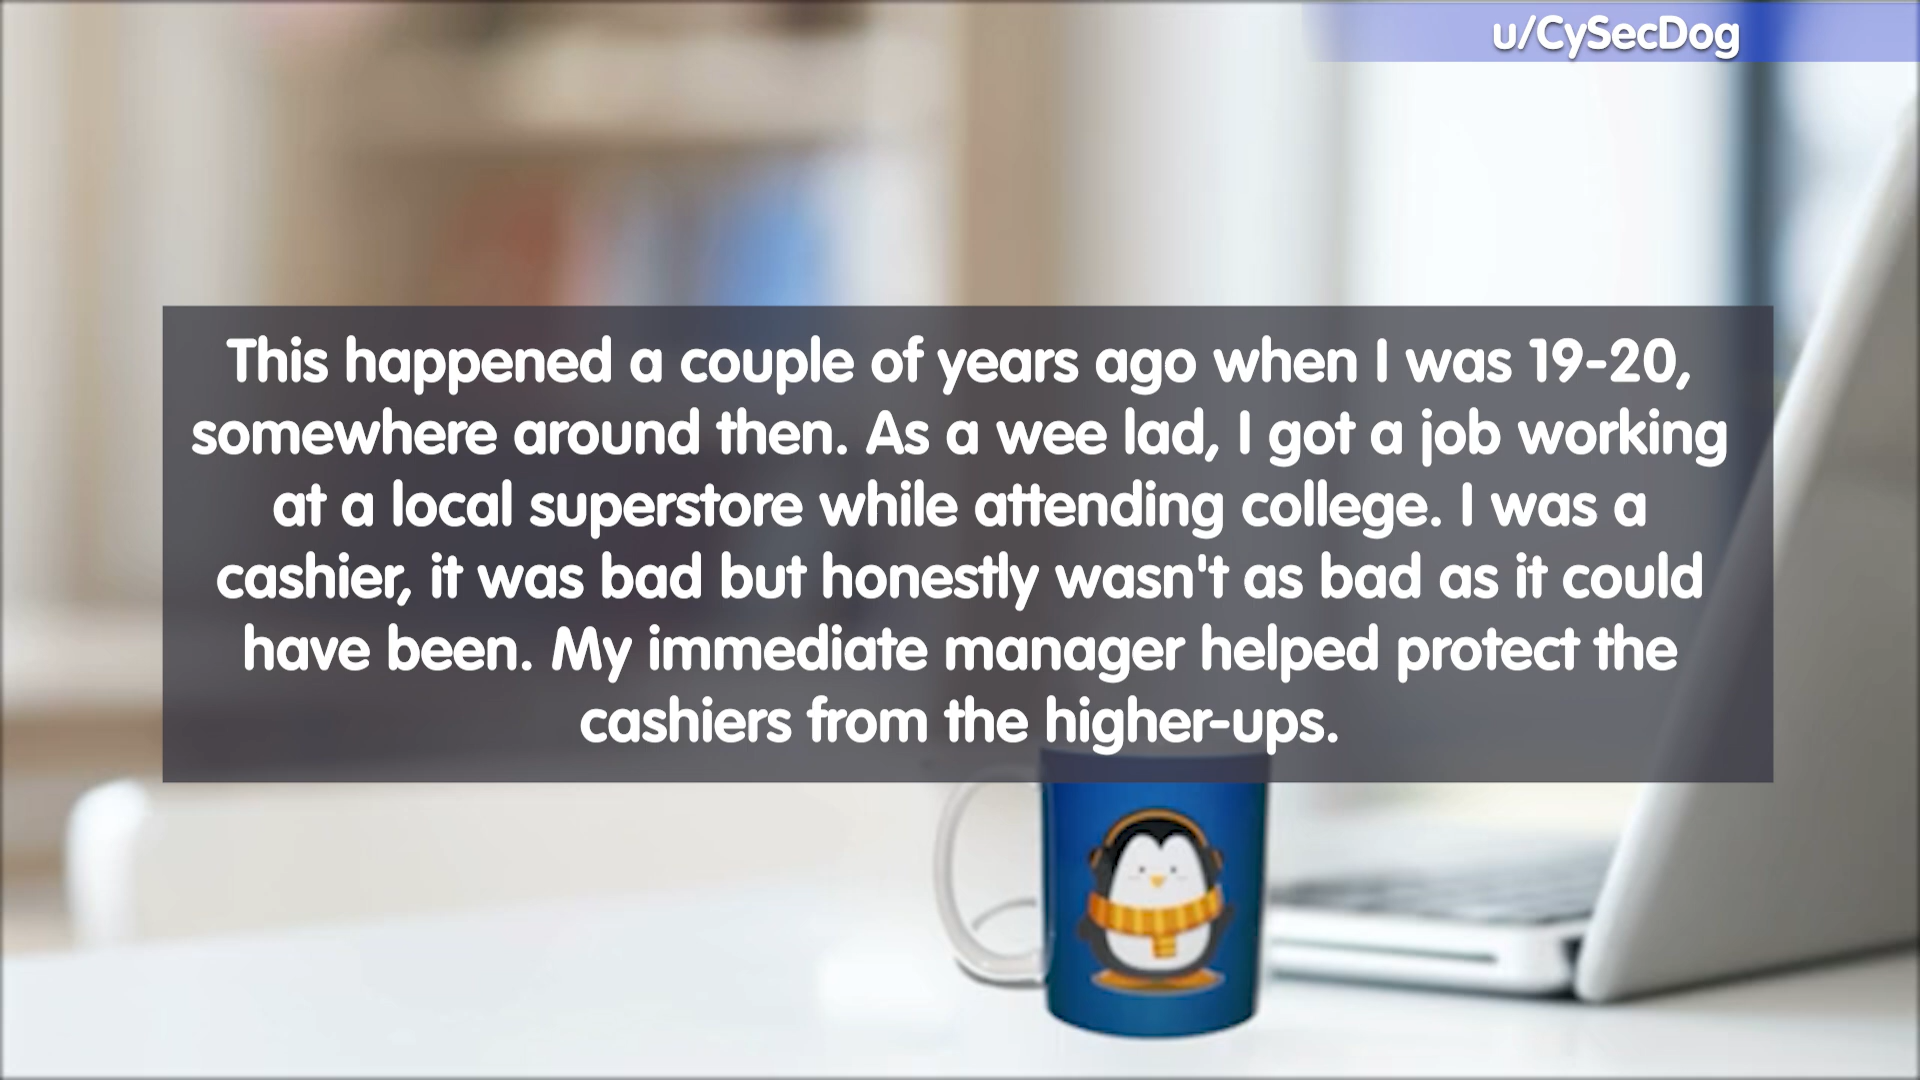 u/CySecDog
This happened a couple of years ago when I was 19-20,
somewhere around then. As a wee lad, I got a job working
at a local superstore while attending college. I was a
cashier, it was bad but honestly wasn't as bad as it could
have been. My immediate manager helped protect the
cashiers from the higher-ups.